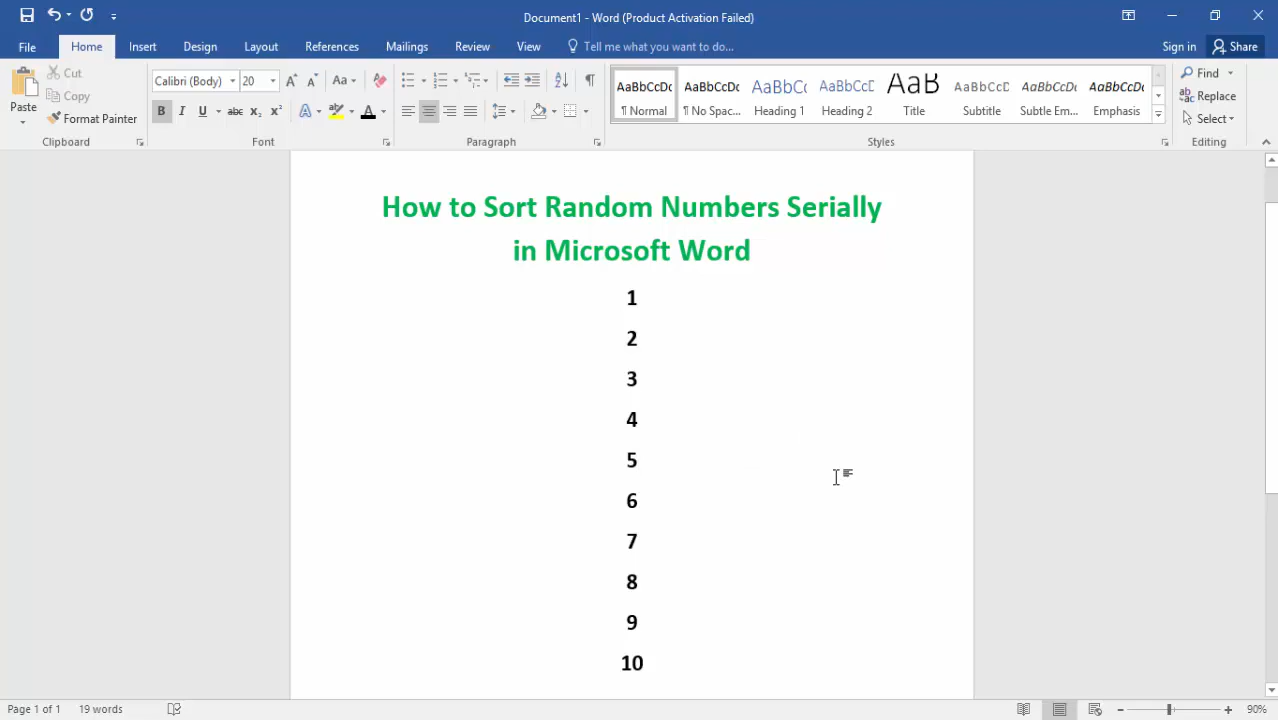 Document1 - Word (Product Activation Failed)
File Home Insert Design Layout References Mailings Review View Tell me what you want to do... Sign in Share
Paste
Cut
Copy
Format Painter
Clipboard
Calibri (Body) 20
Font
Paragraph
AaBbCcDc AaBbCcDc AaBbC( AaBbCcC AaB AaBbCcD AaBbCcDc AaBbCcDc
¶ Normal ¶ No Spac... Heading 1 Heading 2 Title Subtitle Subtle Em... Emphasis
Styles
Find
Replace
Select
Editing
How to Sort Random Numbers Serially
in Microsoft Word
1
2
3
4
5
6
7
8
9
10
Page 1 of 1 19 words 90%